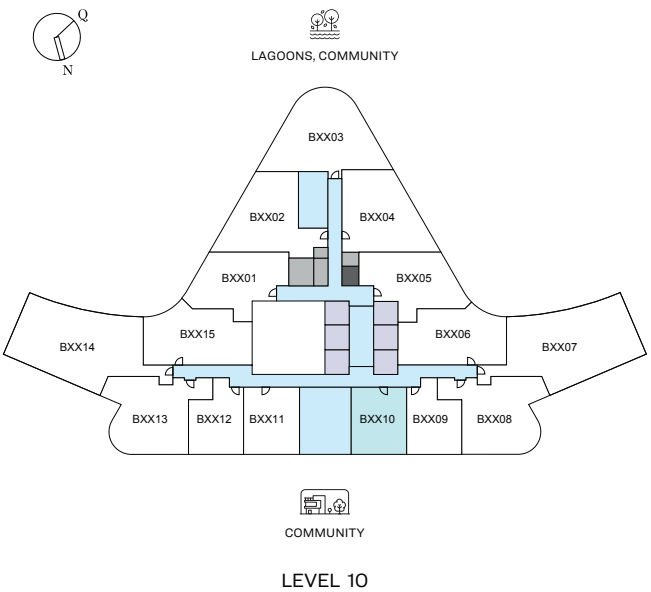 Q
N
LAGOONS, COMMUNITY
BXX03
BXX02
BXX04
BXX01
BXX05
BXX15
BXX06
BXX14
BXX07
BXX13
BXX12
BXX11
BXX10
BXX09
BXX08
COMMUNITY
LEVEL 10